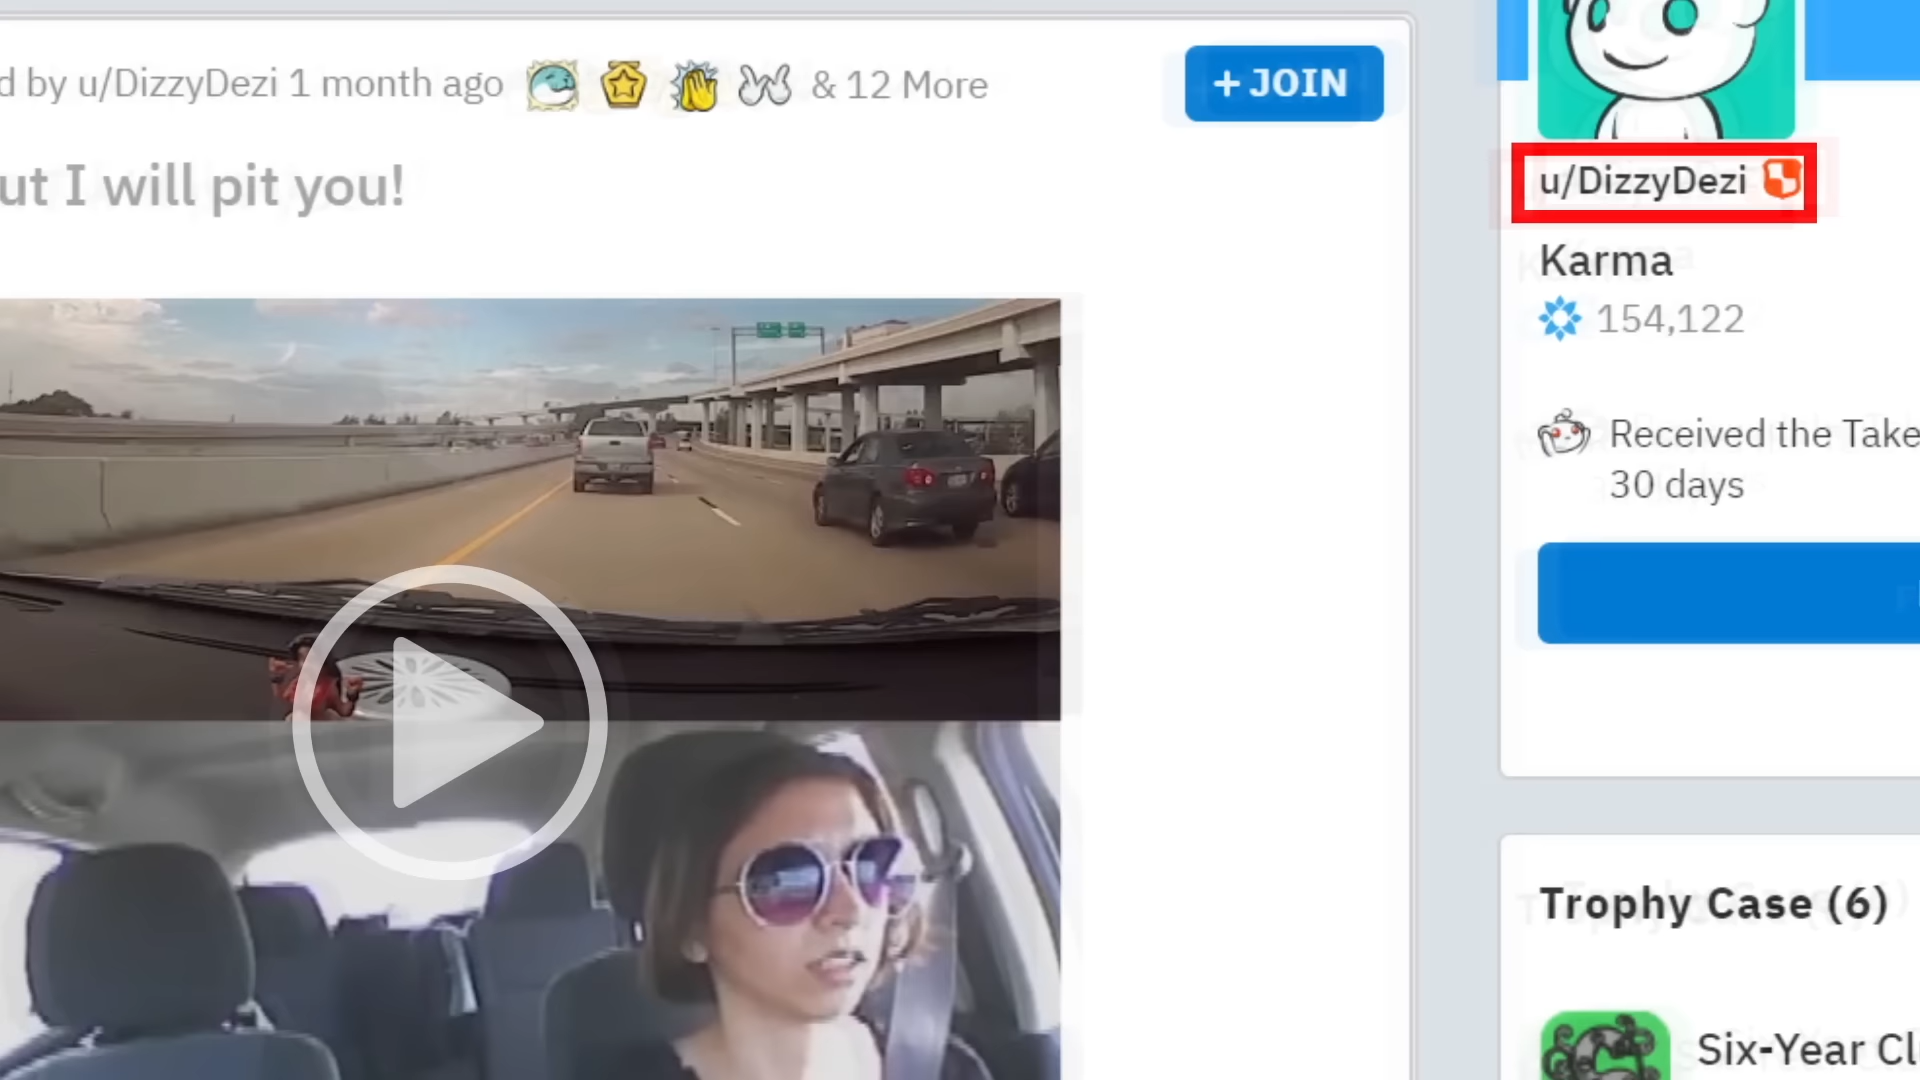 d by u/DizzyDezi 1 month ago & 12 More
+ JOIN
ut I will pit you!
u/DizzyDezi
Karma
154,122
Received the Take
30 days
Trophy Case (6)
Six-Year Cl